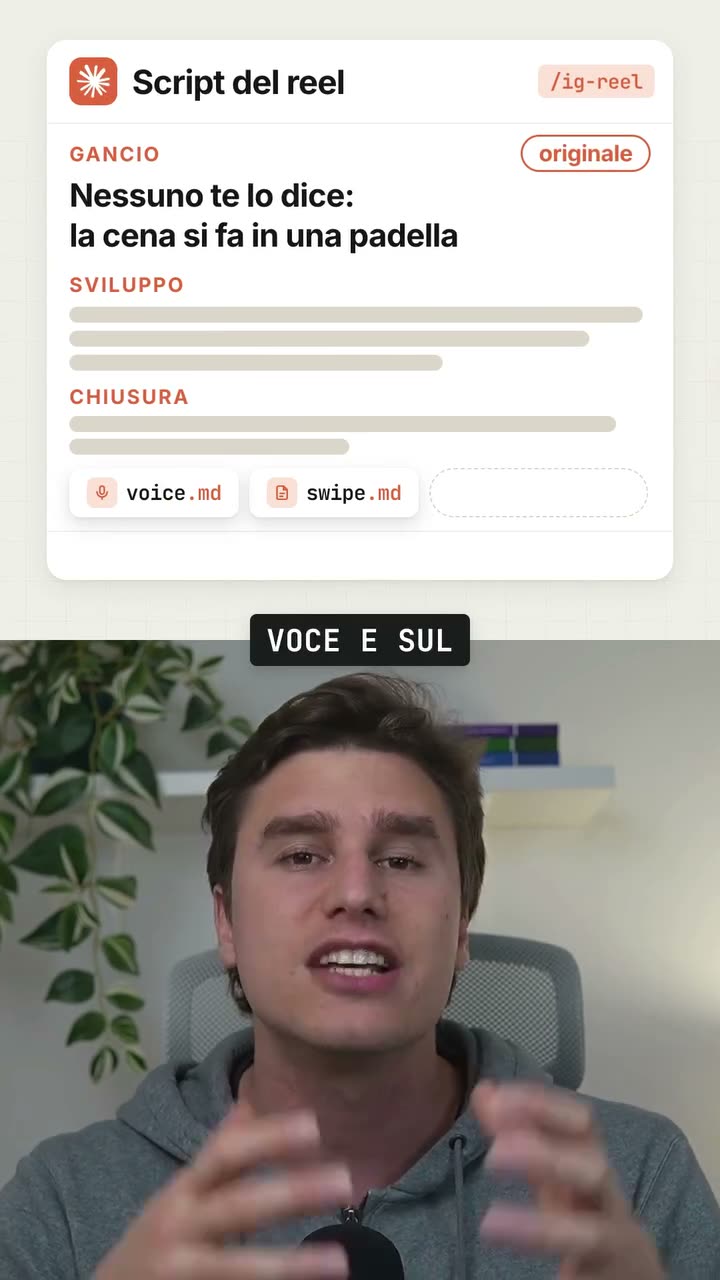 Script del reel
/ig-reel
GANCIO
originale
Nessuno te lo dice:
la cena si fa in una padella
SVILUPPO
CHIUSURA
voice.md
swipe.md
VOCE E SUL